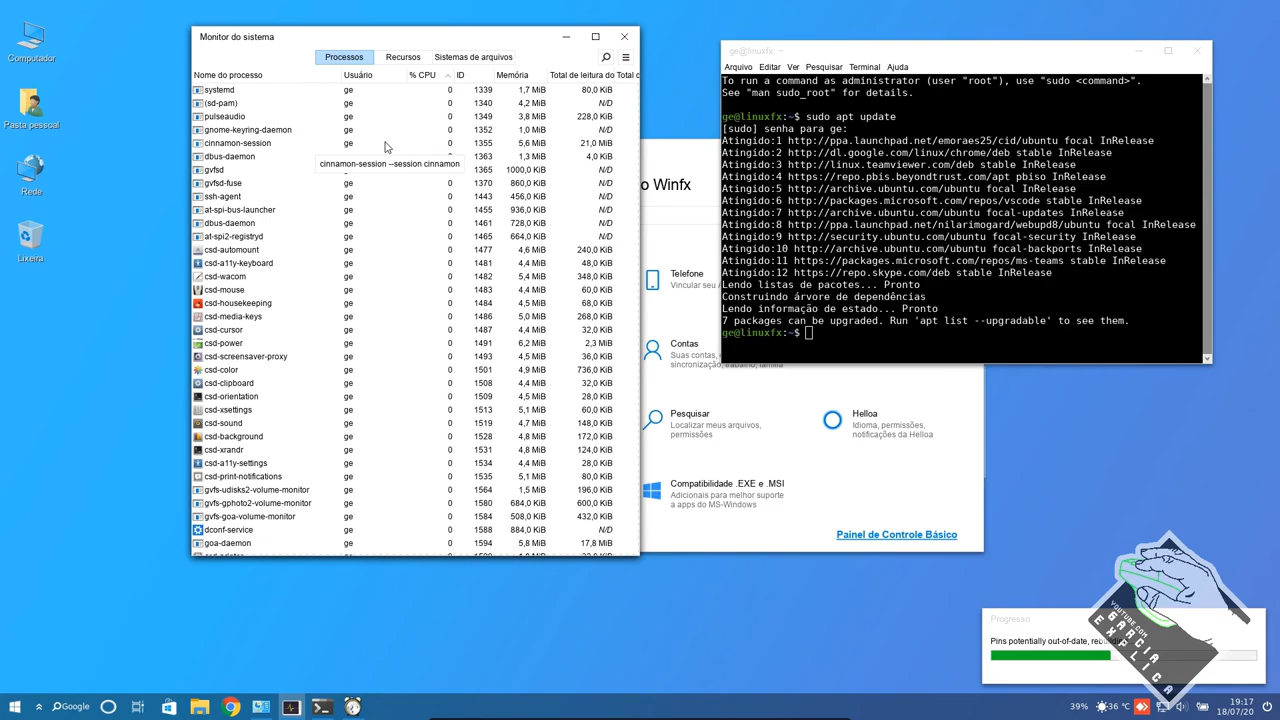 Computador
Pasta pessoal
Rede
Lixeira
Monitor do sistema
Processos Recursos Sistemas de arquivos
Nome do processo Usuário % CPU ID Memória Total de leitura do Total c
systemd ge 0 1339 1,7 MiB 80,0 KiB
(sd-pam) ge 0 1340 4,2 MiB N/D
pulseaudio ge 0 1342 3,8 MiB 228,0 KiB
gnome-keyring-daemon ge 0 1352 1,0 MiB N/D
cinnamon-session ge 0 1355 5,6 MiB 21,0 MiB
dbus-daemon ge 0 1363 1,3 MiB 4,0 KiB
cinnamon-session --session cinnamon
gvfsd 0 1365 1000,0 KiB N/D
gvfsd-fuse ge 0 1370 860,0 KiB N/D
ssh-agent ge 0 1443 456,0 KiB N/D
at-spi-bus-launcher ge 0 1455 936,0 KiB N/D
dbus-daemon ge 0 1461 728,0 KiB N/D
at-spi2-registryd ge 0 1465 664,0 KiB N/D
csd-automount ge 0 1477 4,6 MiB 240,0 KiB
csd-a11y-keyboard ge 0 1481 4,4 MiB 48,0 KiB
csd-wacom ge 0 1482 5,4 MiB 348,0 KiB
csd-mouse ge 0 1483 4,4 MiB 60,0 KiB
csd-housekeeping ge 0 1484 4,5 MiB 68,0 KiB
csd-media-keys ge 0 1486 5,0 MiB 268,0 KiB
csd-cursor ge 0 1487 4,4 MiB 32,0 KiB
csd-power ge 0 1491 6,2 MiB 2,3 MiB
csd-screensaver-proxy ge 0 1493 4,5 MiB 36,0 KiB
csd-color ge 0 1501 4,9 MiB 736,0 KiB
csd-clipboard ge 0 1508 4,4 MiB 32,0 KiB
csd-orientation ge 0 1509 4,5 MiB 28,0 KiB
csd-xsettings ge 0 1513 5,1 MiB 60,0 KiB
csd-sound ge 0 1519 4,7 MiB 148,0 KiB
csd-background ge 0 1528 4,8 MiB 172,0 KiB
csd-xrandr ge 0 1531 4,8 MiB 124,0 KiB
csd-a11y-settings ge 0 1534 4,4 MiB 28,0 KiB
csd-print-notifications ge 0 1535 5,1 MiB 80,0 KiB
gvfs-udisks2-volume-monitor ge 0 1564 1,5 MiB 196,0 KiB
gvfs-gphoto2-volume-monitor ge 0 1580 684,0 KiB 600,0 KiB
gvfs-goa-volume-monitor ge 0 1584 508,0 KiB 432,0 KiB
dconf-service ge 0 1588 884,0 KiB N/D
goa-daemon ge 0 1594 5,8 MiB 17,8 MiB
o Winfx
Telefone
Vincular seu
Contas
Suas contas, e
sincronização, trabalho, família
Pesquisar
Localizar meus arquivos,
permissões
Helloa
Idioma, permissões,
notificações da Helloa
Compatibilidade .EXE e .MSI
Adicionais para melhor suporte
a apps do MS-Windows
Painel de Controle Básico
ge@linuxfx: ~
Arquivo Editar Ver Pesquisar Terminal Ajuda
To run a command as administrator (user "root"), use "sudo <command>".
See "man sudo_root" for details.
ge@linuxfx:~$ sudo apt update
[sudo] senha para ge:
Atingido:1 http://ppa.launchpad.net/emoraes25/cid/ubuntu focal InRelease
Atingido:2 http://dl.google.com/linux/chrome/deb stable InRelease
Atingido:3 http://linux.teamviewer.com/deb stable InRelease
Atingido:4 https://repo.pbis.beyondtrust.com/apt pbiso InRelease
Atingido:5 http://archive.ubuntu.com/ubuntu focal InRelease
Atingido:6 http://packages.microsoft.com/repos/vscode stable InRelease
Atingido:7 http://archive.ubuntu.com/ubuntu focal-updates InRelease
Atingido:8 http://ppa.launchpad.net/nilarimogard/webupd8/ubuntu focal InRelease
Atingido:9 http://security.ubuntu.com/ubuntu focal-security InRelease
Atingido:10 http://archive.ubuntu.com/ubuntu focal-backports InRelease
Atingido:11 https://packages.microsoft.com/repos/ms-teams stable InRelease
Atingido:12 https://repo.skype.com/deb stable InRelease
Lendo listas de pacotes... Pronto
Construindo árvore de dependências
Lendo informação de estado... Pronto
7 packages can be upgraded. Run 'apt list --upgradable' to see them.
ge@linuxfx:~$
Progresso
Pins potentially out-of-date,
YOUTUBE.COM/
EGARCIA
EXPLICA
Google
39% 36 °C
19:17
18/07/20